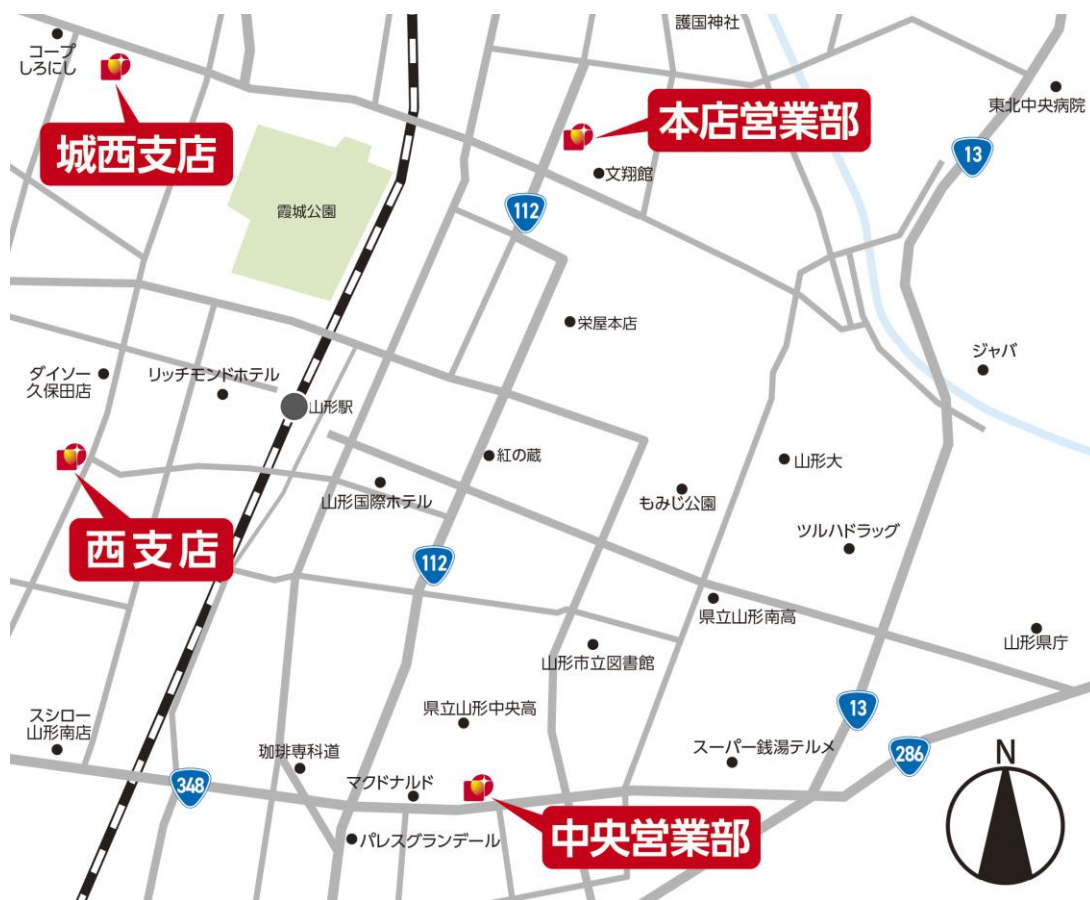 護国神社
コープ
しろにし
城西支店
本店営業部
東北中央病院
13
文翔館
霞城公園
112
栄屋本店
ジャバ
ダイソー
久保田店
リッチモンドホテル
山形駅
紅の蔵
山形大
山形国際ホテル
もみじ公園
西支店
ツルハドラッグ
112
県立山形南高
山形県庁
山形市立図書館
スシロー
山形南店
県立山形中央高
13
珈琲専科道
スーパー銭湯テルメ
286
N
348
マクドナルド
パレスグランデール
中央営業部